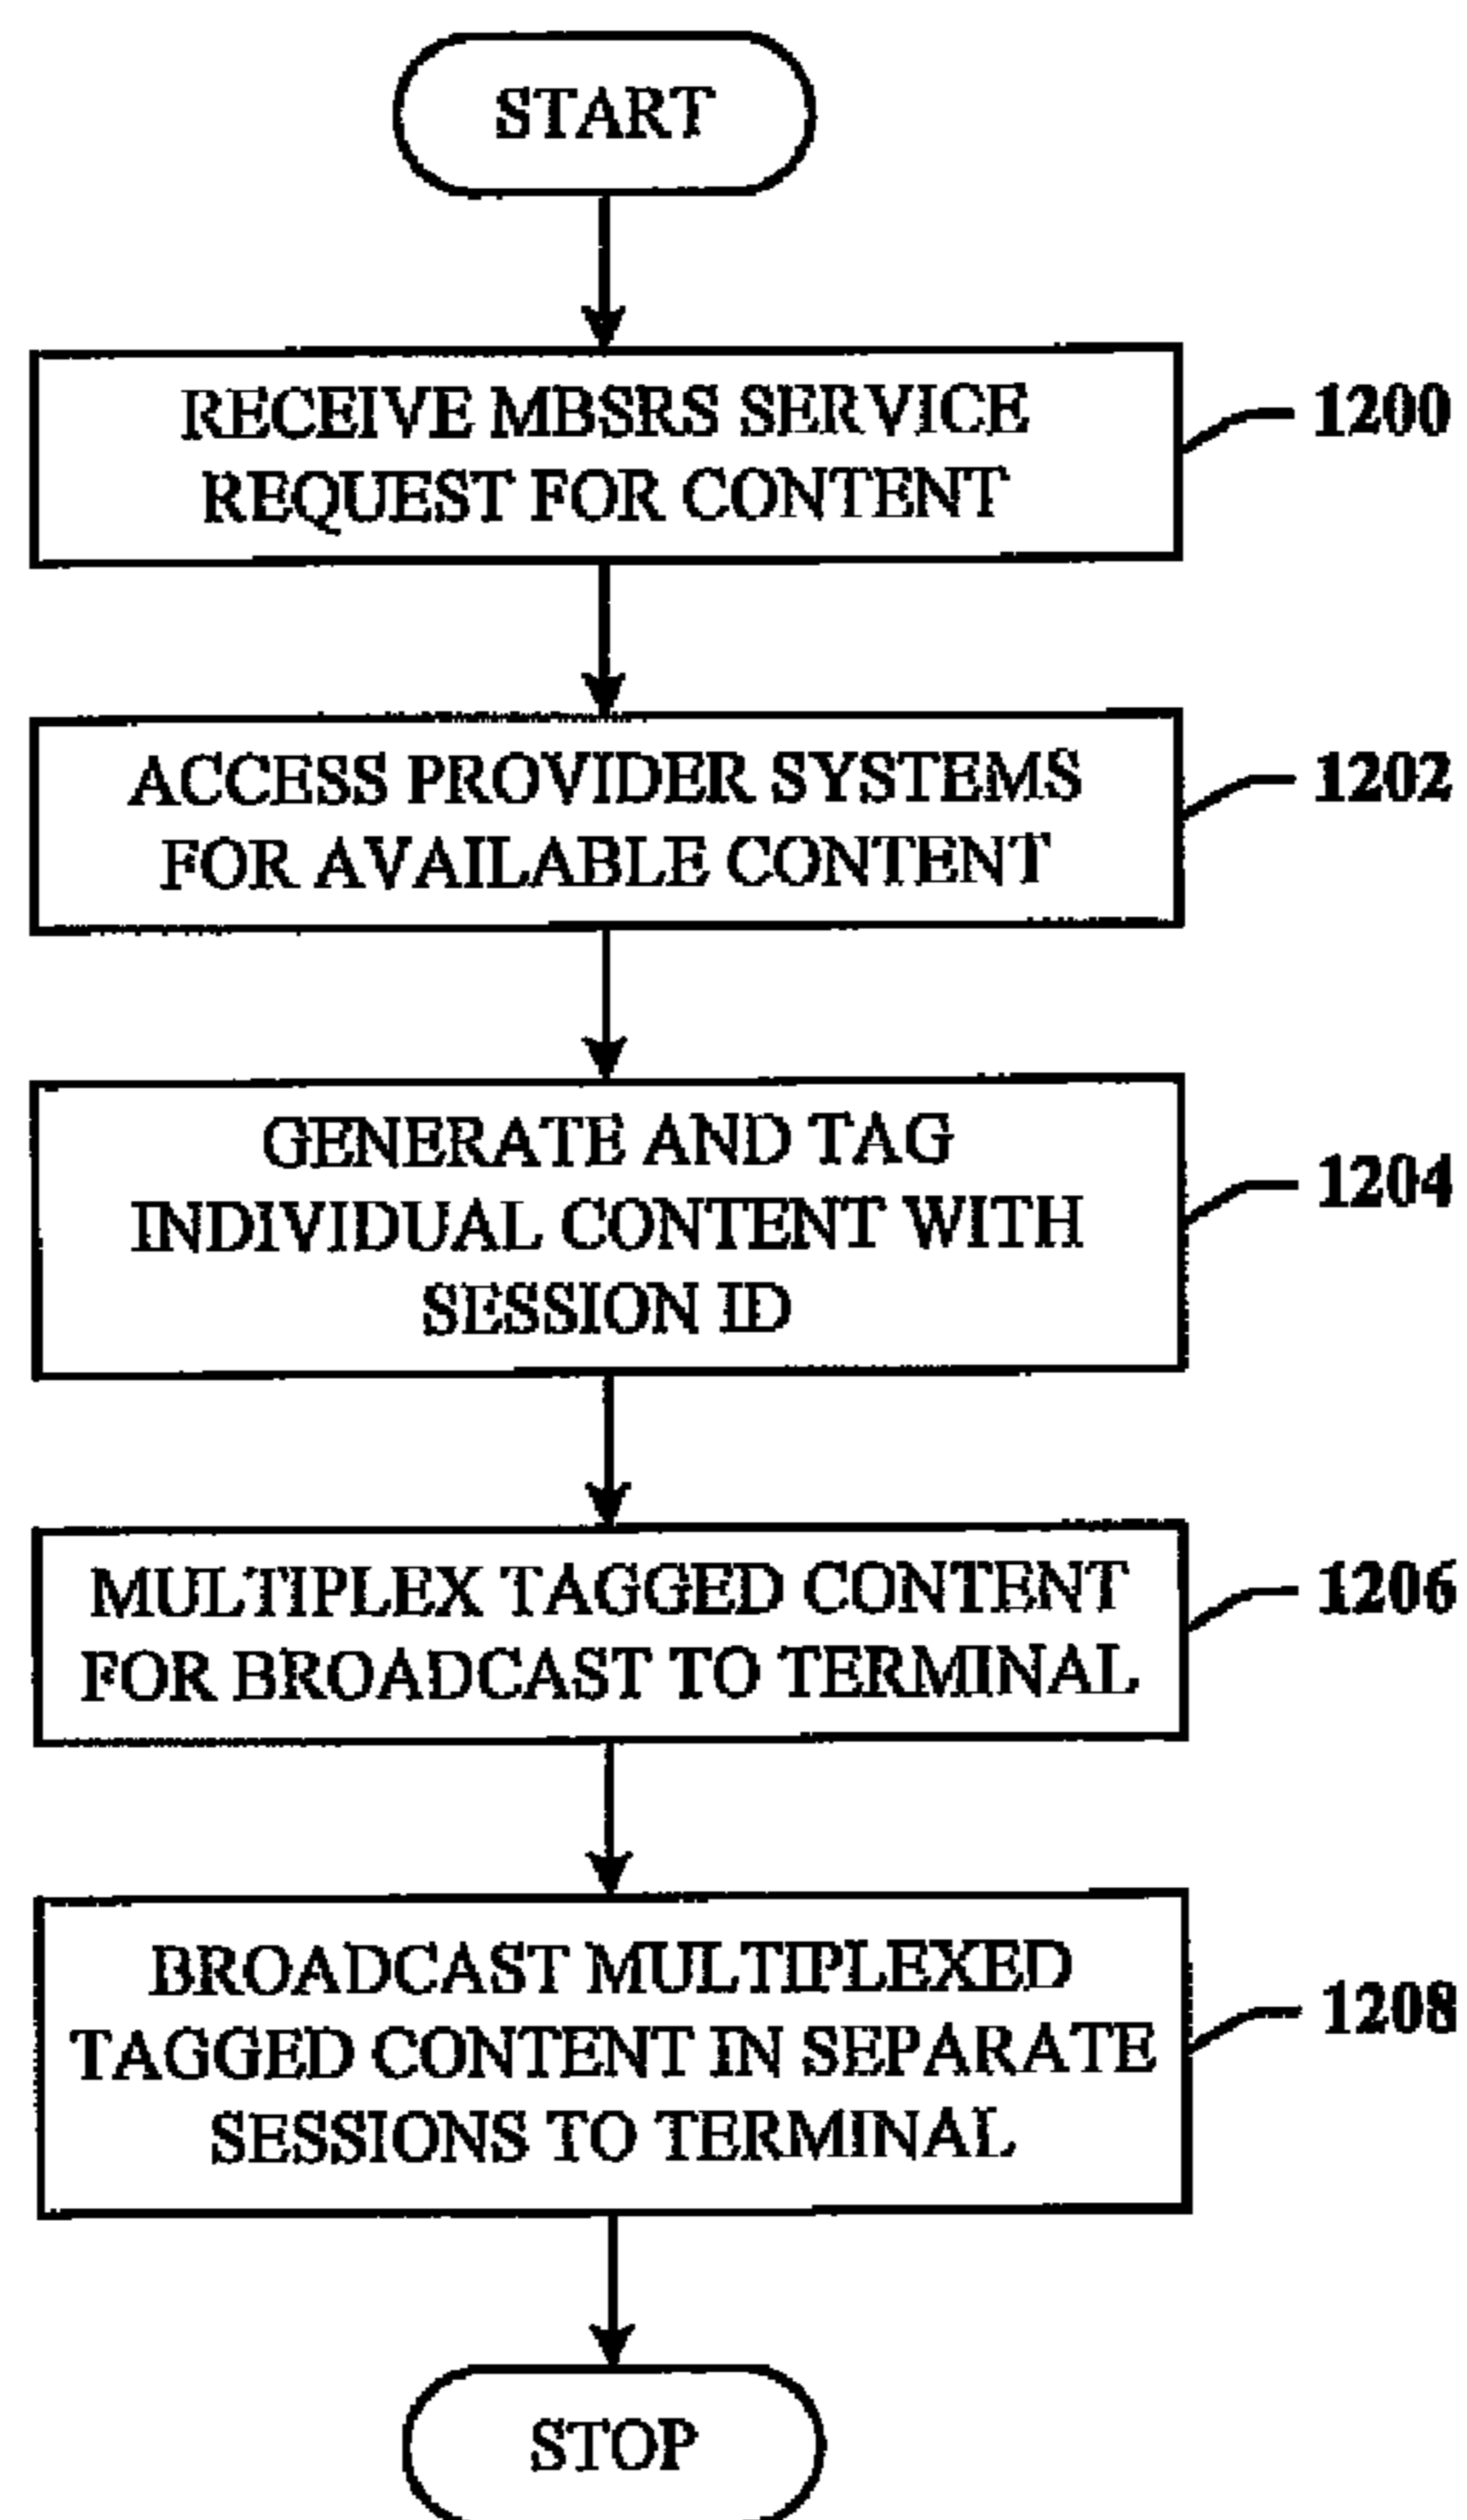 START
RECEIVE MBSRS SERVICE
REQUEST FOR CONTENT
1200
ACCESS PROVIDER SYSTEMS
FOR AVAILABLE CONTENT
1202
GENERATE AND TAG
INDIVIDUAL CONTENT WITH
SESSION ID
1204
MULTIPLEX TAGGED CONTENT
FOR BROADCAST TO TERMINAL
1206
BROADCAST MULTIPLEXED
TAGGED CONTENT IN SEPARATE
SESSIONS TO TERMINAL
1208
STOP